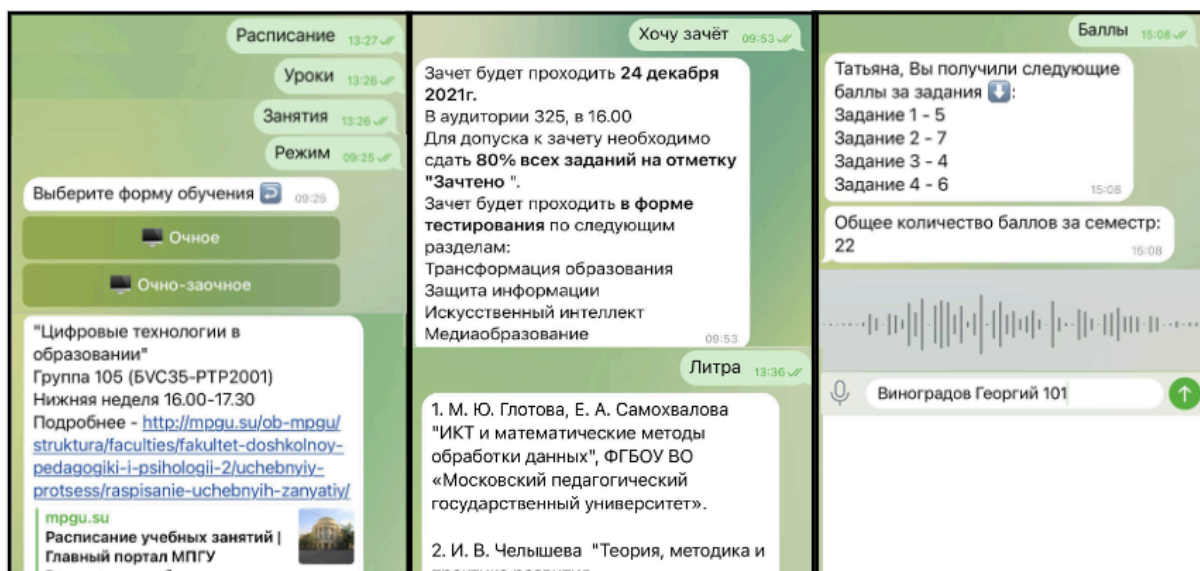 Расписание 13:27
Уроки 13:26
Занятия 13:26
Режим 09:25
Выберите форму обучения 09:25
Очное
Очно-заочное
"Цифровые технологии в
образовании"
Группа 105 (БVC35-РТР2001)
Нижняя неделя 16.00-17.30
Подробнее - http://mpgu.su/ob-mpgu/
struktura/faculties/fakultet-doshkolnoy-
pedagogiki-i-psihologii-2/uchebnyiy-
protsess/raspisanie-uchebnyih-zanyatiy/
mpgu.su
Расписание учебных занятий |
Главный портал МПГУ
Хочу зачёт 09:53
Зачет будет проходить 24 декабря
2021г.
В аудитории 325, в 16.00
Для допуска к зачету необходимо
сдать 80% всех заданий на отметку
"Зачтено ".
Зачет будет проходить в форме
тестирования по следующим
разделам:
Трансформация образования
Защита информации
Искусственный интеллект
Медиаобразование 09:53
Литра 13:36
1. М. Ю. Глотова, Е. А. Самохвалова
"ИКТ и математические методы
обработки данных", ФГБОУ ВО
«Московский педагогический
государственный университет».
2. И. В. Челышева "Теория, методика и
Баллы 15:08
Татьяна, Вы получили следующие
баллы за задания :
Задание 1 - 5
Задание 2 - 7
Задание 3 - 4
Задание 4 - 6 15:08
Общее количество баллов за семестр:
22 15:08
Виноградов Георгий 101